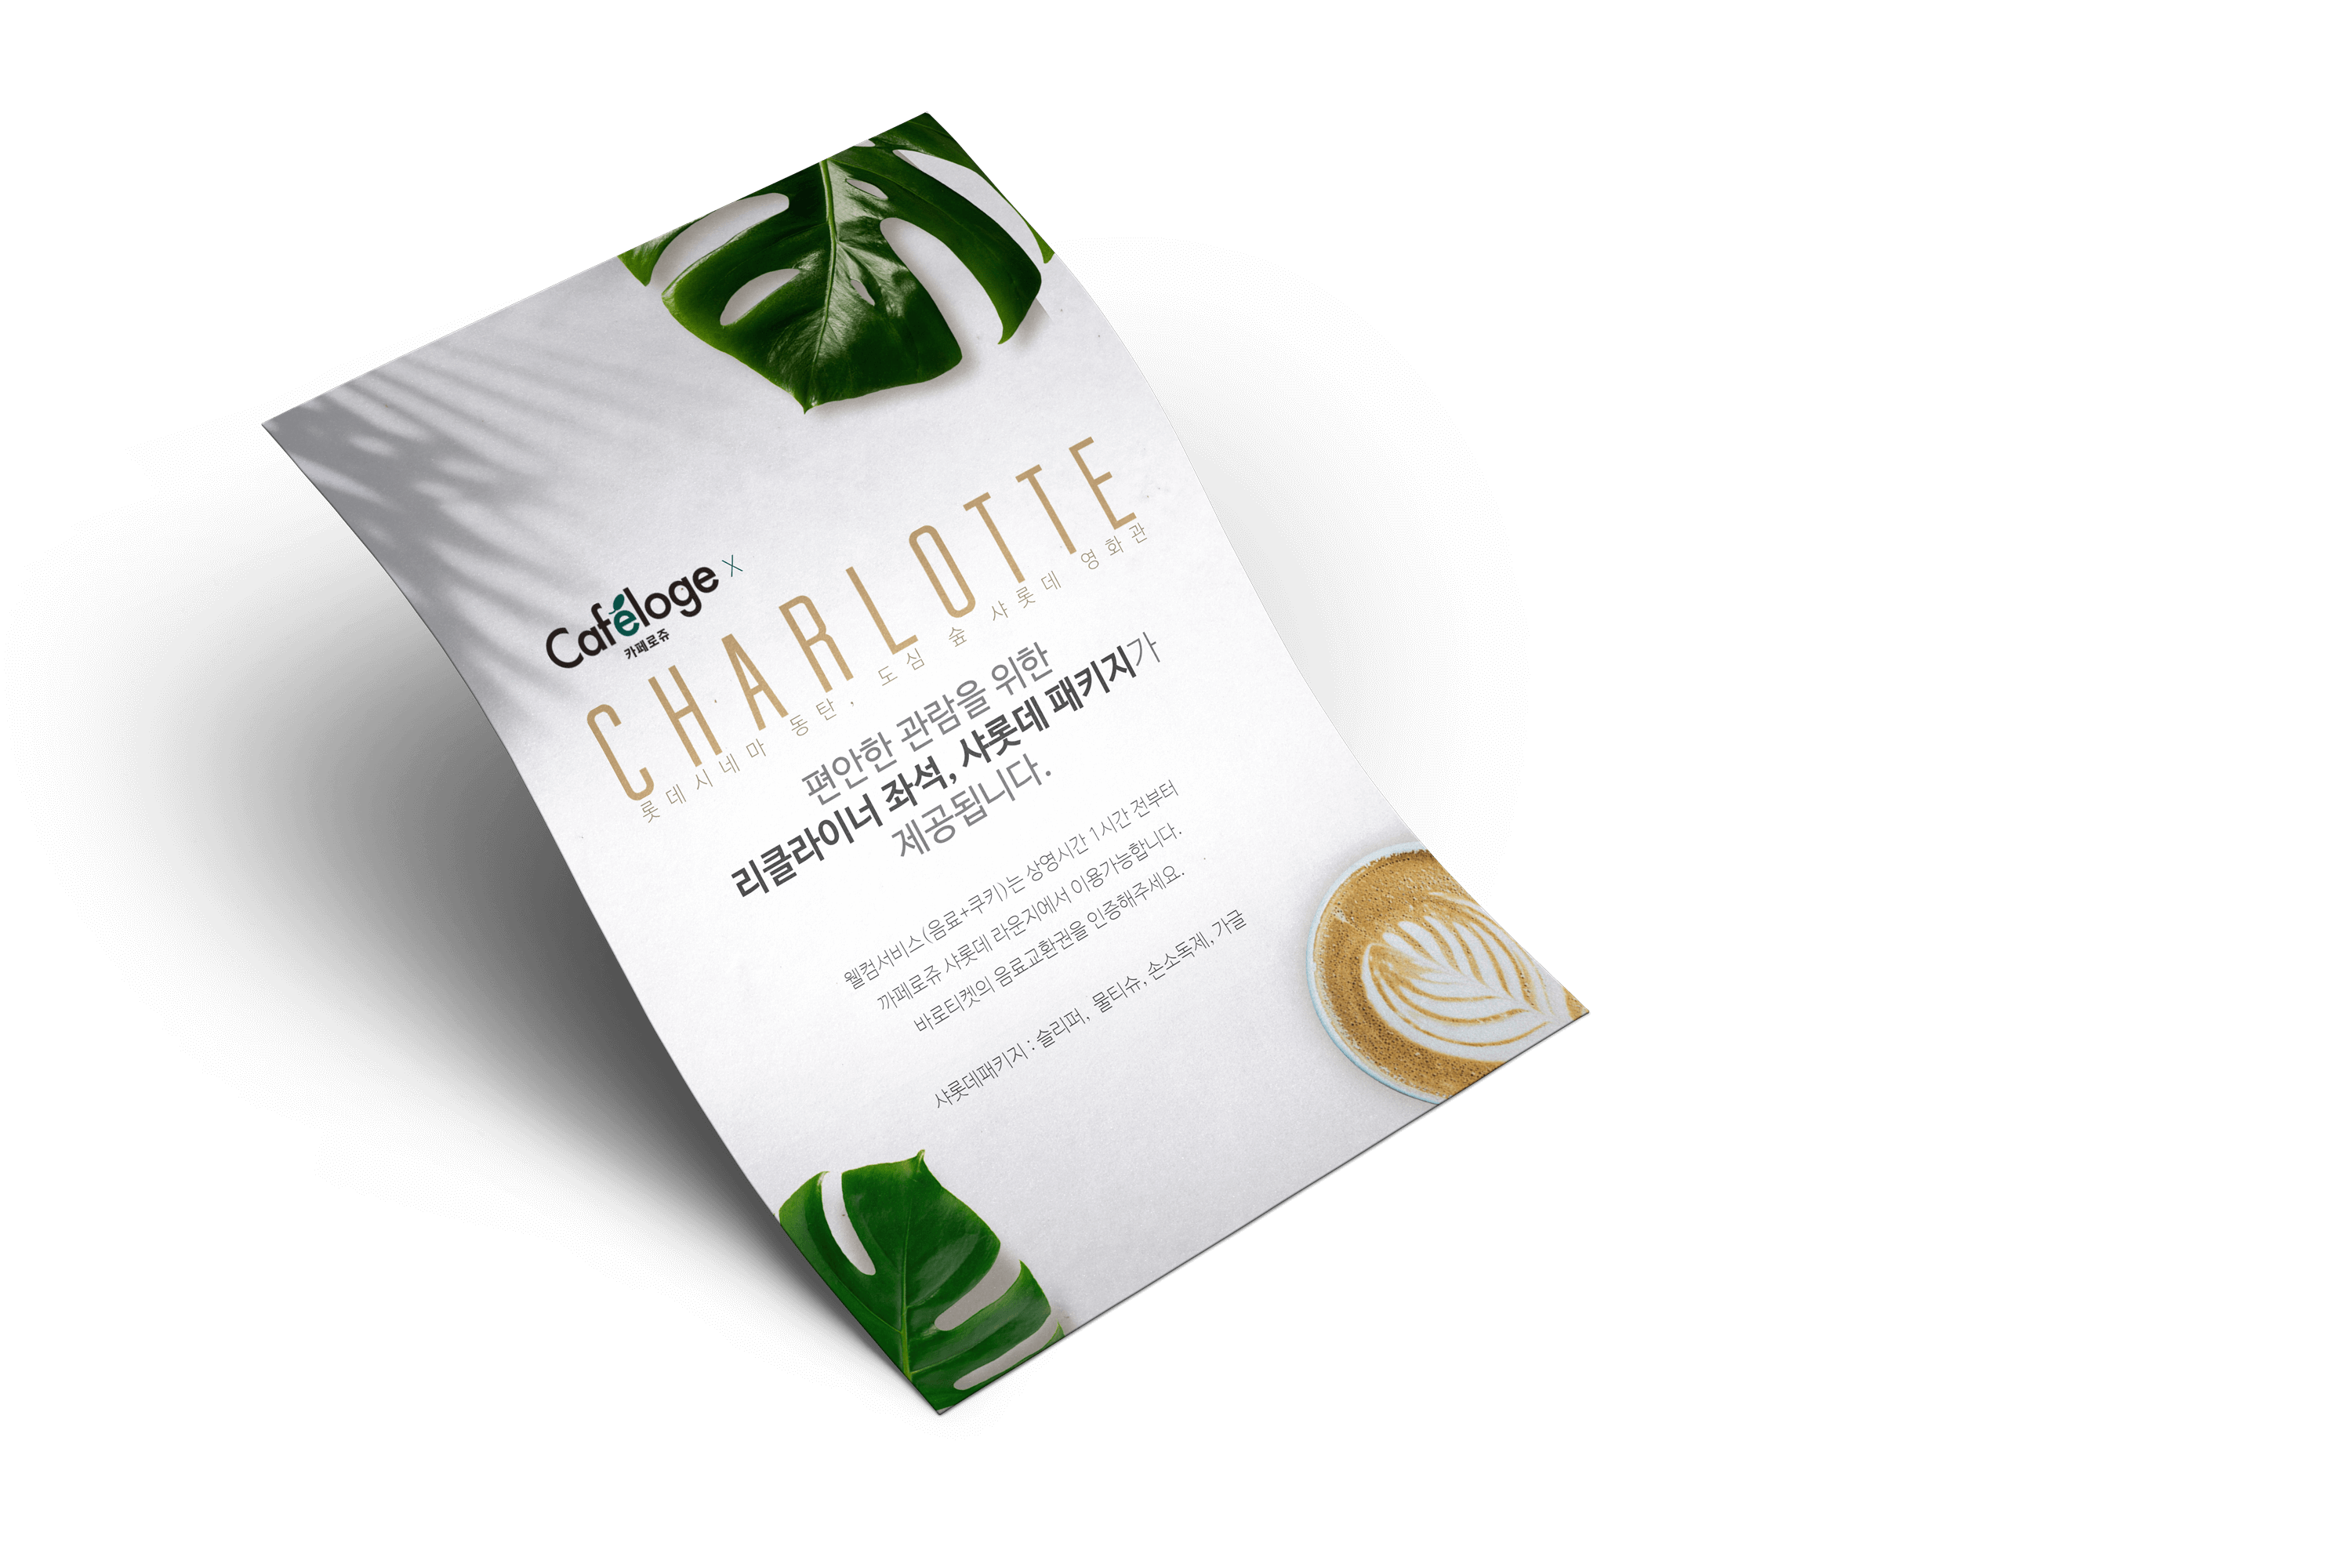 Caféloge X
카페로쥬
CHARLOTTE
롯데시네마 동탄, 도심 숲 샤롯데 영화관
편안한 관람을 위한
리클라이너 좌석, 샤롯데 패키지가
제공됩니다.
웰컴서비스(음료+쿠키)는 상영시간 1시간 전부터
까페로쥬 샤롯데 라운지에서 이용가능합니다.
바로티켓의 음료교환권을 인증해주세요.
샤롯데패키지 : 슬리퍼, 물티슈, 손소독제, 가글